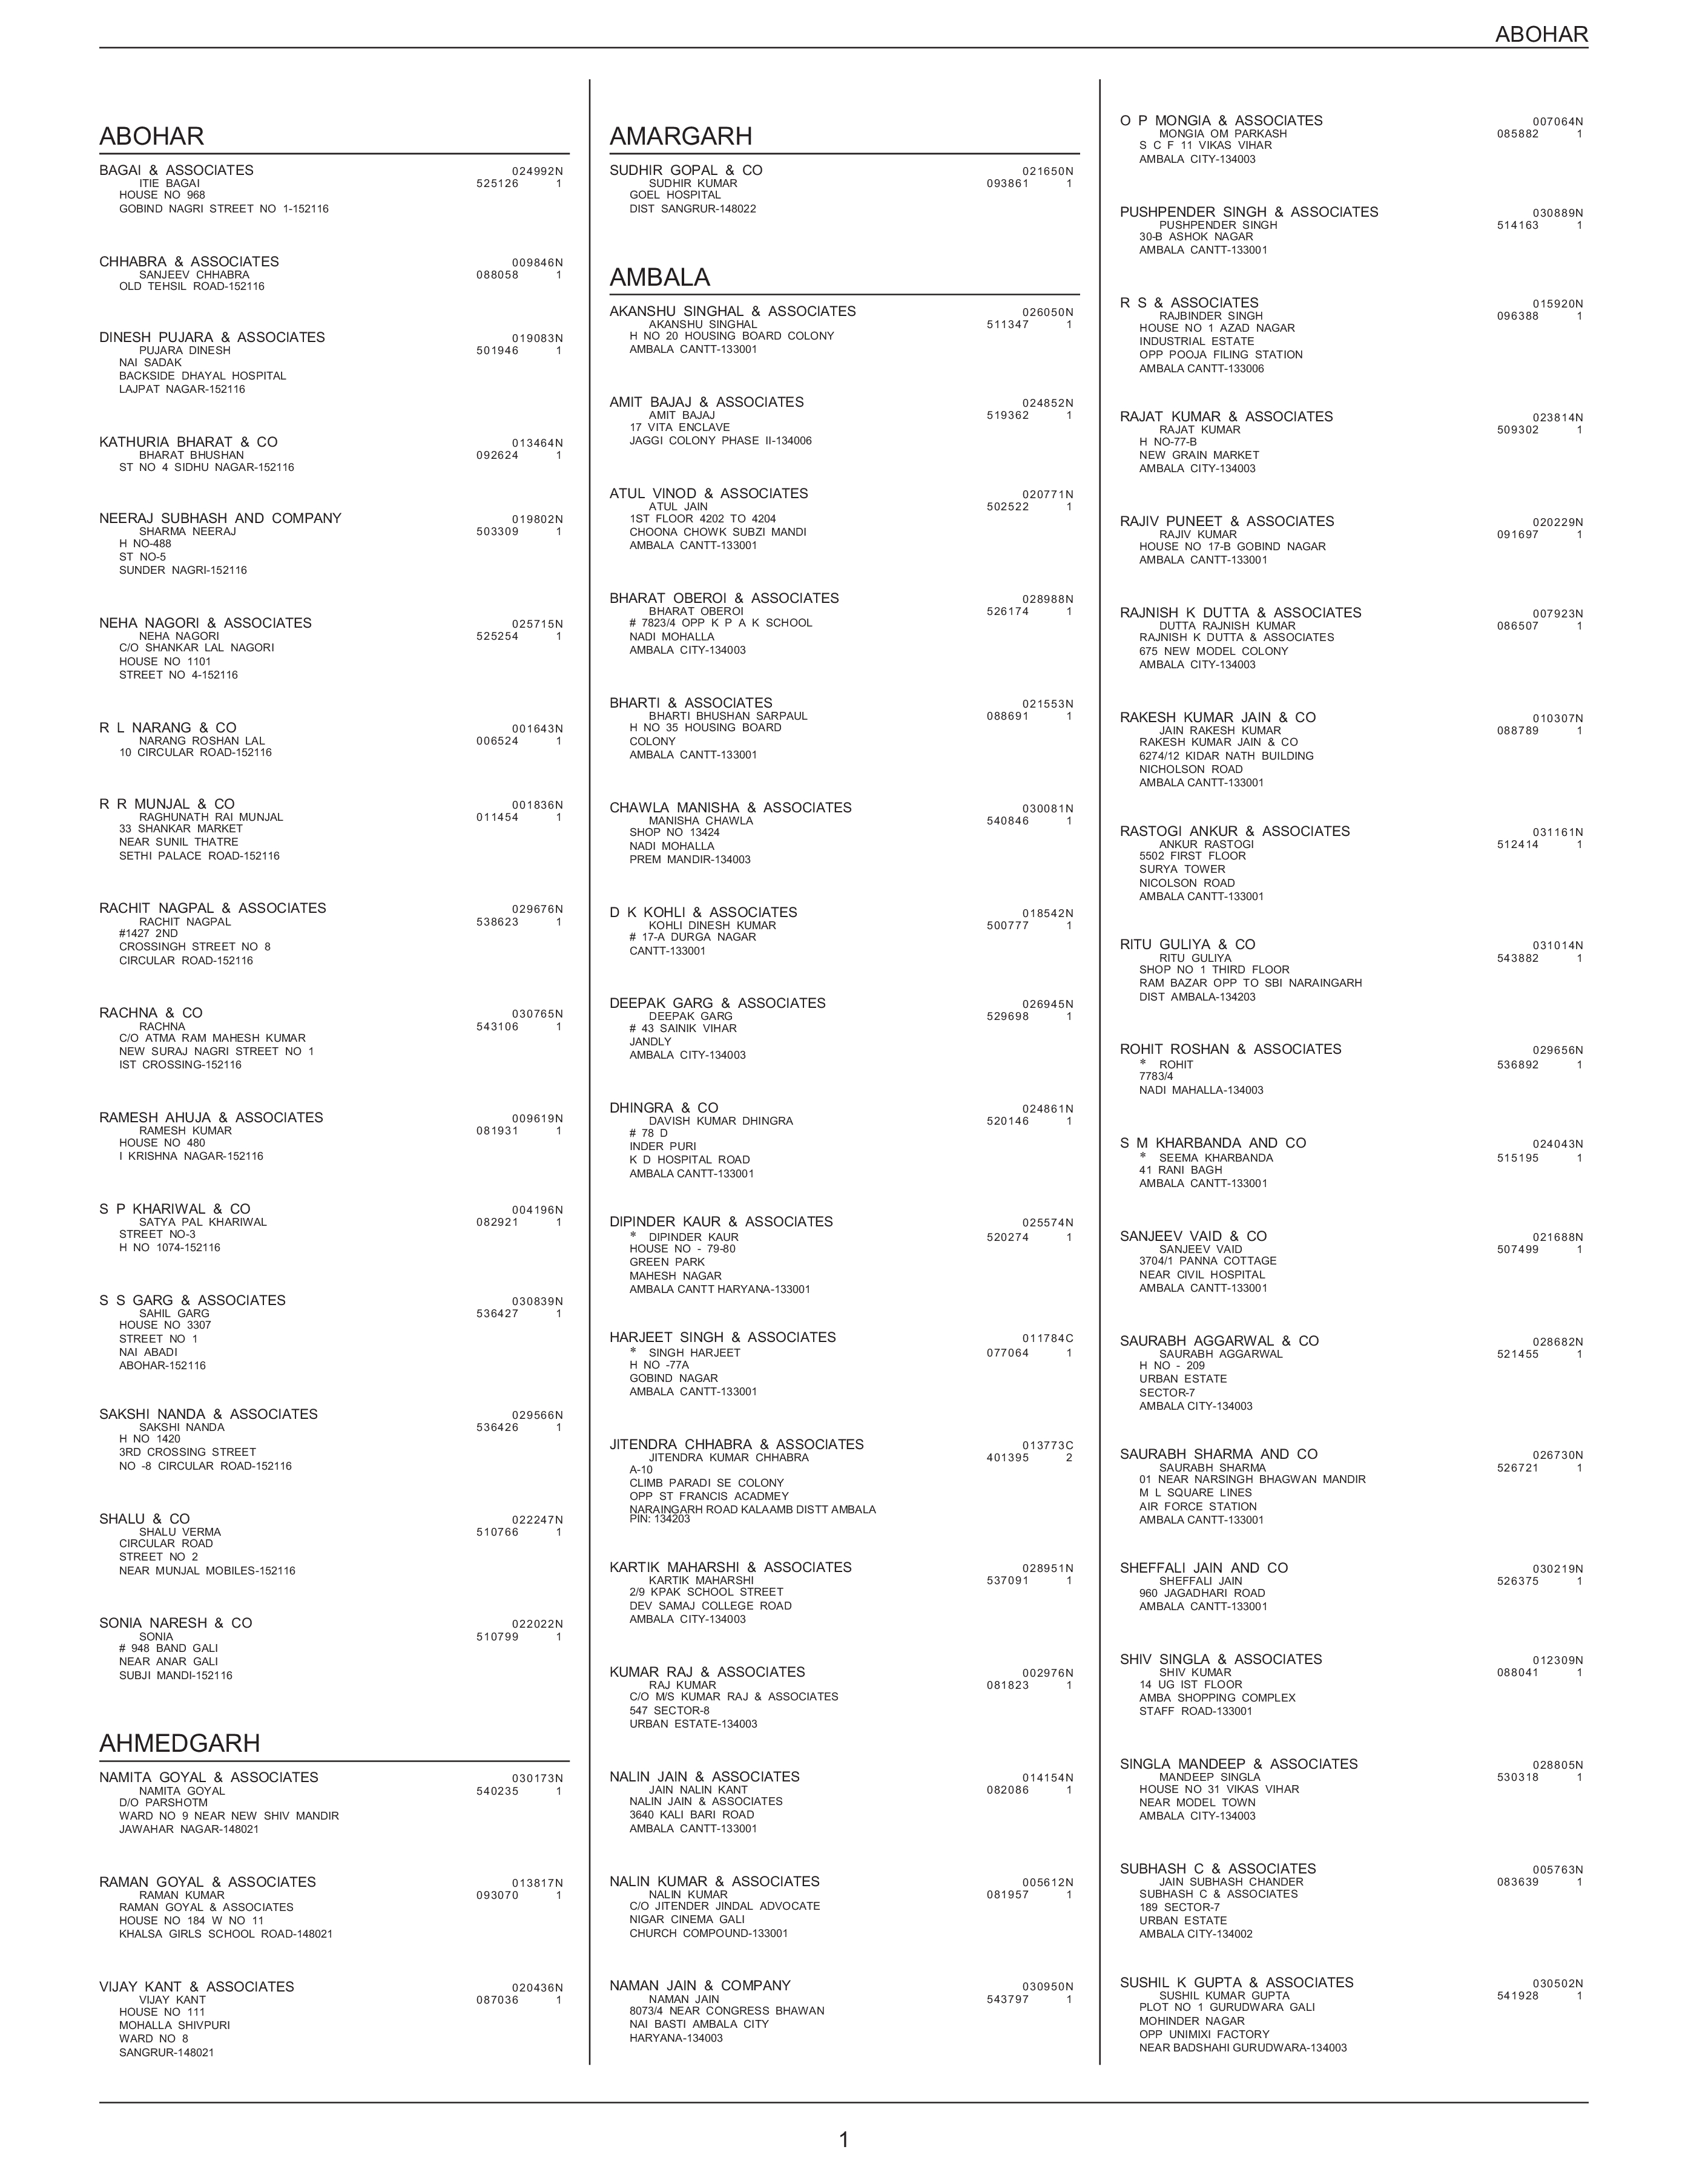 ABOHAR
ABOHAR
BAGAI & ASSOCIATES 024992N
ITIE BAGAI 525126 1
HOUSE NO 968
GOBIND NAGRI STREET NO 1-152116
CHHABRA & ASSOCIATES 009846N
SANJEEV CHHABRA 088058 1
OLD TEHSIL ROAD-152116
DINESH PUJARA & ASSOCIATES 019083N
PUJARA DINESH 501946 1
NAI SADAK
BACKSIDE DHAYAL HOSPITAL
LAJPAT NAGAR-152116
KATHURIA BHARAT & CO 013464N
BHARAT BHUSHAN 092624 1
ST NO 4 SIDHU NAGAR-152116
NEERAJ SUBHASH AND COMPANY 019802N
SHARMA NEERAJ 503309 1
H NO-488
ST NO-5
SUNDER NAGRI-152116
NEHA NAGORI & ASSOCIATES 025715N
NEHA NAGORI 525254 1
C/O SHANKAR LAL NAGORI
HOUSE NO 1101
STREET NO 4-152116
R L NARANG & CO 001643N
NARANG ROSHAN LAL 006524 1
10 CIRCULAR ROAD-152116
R R MUNJAL & CO 001836N
RAGHUNATH RAI MUNJAL 011454 1
33 SHANKAR MARKET
NEAR SUNIL THATRE
SETHI PALACE ROAD-152116
RACHIT NAGPAL & ASSOCIATES 029676N
RACHIT NAGPAL 538623 1
#1427 2ND
CROSSINGH STREET NO 8
CIRCULAR ROAD-152116
RACHNA & CO 030765N
RACHNA 543106 1
C/O ATMA RAM MAHESH KUMAR
NEW SURAJ NAGRI STREET NO 1
IST CROSSING-152116
RAMESH AHUJA & ASSOCIATES 009619N
RAMESH KUMAR 081931 1
HOUSE NO 480
I KRISHNA NAGAR-152116
S P KHARIWAL & CO 004196N
SATYA PAL KHARIWAL 082921 1
STREET NO-3
H NO 1074-152116
S S GARG & ASSOCIATES 030839N
SAHIL GARG 536427 1
HOUSE NO 3307
STREET NO 1
NAI ABADI
ABOHAR-152116
SAKSHI NANDA & ASSOCIATES 029566N
SAKSHI NANDA 536426 1
H NO 1420
3RD CROSSING STREET
NO -8 CIRCULAR ROAD-152116
SHALU & CO 022247N
SHALU VERMA 510766 1
CIRCULAR ROAD
STREET NO 2
NEAR MUNJAL MOBILES-152116
SONIA NARESH & CO 022022N
SONIA 510799 1
# 948 BAND GALI
NEAR ANAR GALI
SUBJI MANDI-152116
AHMEDGARH
NAMITA GOYAL & ASSOCIATES 030173N
NAMITA GOYAL 540235 1
D/O PARSHOTM
WARD NO 9 NEAR NEW SHIV MANDIR
JAWAHAR NAGAR-148021
RAMAN GOYAL & ASSOCIATES 013817N
RAMAN KUMAR 093070 1
RAMAN GOYAL & ASSOCIATES
HOUSE NO 184 W NO 11
KHALSA GIRLS SCHOOL ROAD-148021
VIJAY KANT & ASSOCIATES 020436N
VIJAY KANT 087036 1
HOUSE NO 111
MOHALLA SHIVPURI
WARD NO 8
SANGRUR-148021
AMARGARH
SUDHIR GOPAL & CO 021650N
SUDHIR KUMAR 093861 1
GOEL HOSPITAL
DIST SANGRUR-148022
AMBALA
AKANSHU SINGHAL & ASSOCIATES 026050N
AKANSHU SINGHAL 511347 1
H NO 20 HOUSING BOARD COLONY
AMBALA CANTT-133001
AMIT BAJAJ & ASSOCIATES 024852N
AMIT BAJAJ 519362 1
17 VITA ENCLAVE
JAGGI COLONY PHASE II-134006
ATUL VINOD & ASSOCIATES 020771N
ATUL JAIN 502522 1
1ST FLOOR 4202 TO 4204
CHOONA CHOWK SUBZI MANDI
AMBALA CANTT-133001
BHARAT OBEROI & ASSOCIATES 028988N
BHARAT OBEROI 526174 1
# 7823/4 OPP K P A K SCHOOL
NADI MOHALLA
AMBALA CITY-134003
BHARTI & ASSOCIATES 021553N
BHARTI BHUSHAN SARPAUL 088691 1
H NO 35 HOUSING BOARD
COLONY
AMBALA CANTT-133001
CHAWLA MANISHA & ASSOCIATES 030081N
MANISHA CHAWLA 540846 1
SHOP NO 13424
NADI MOHALLA
PREM MANDIR-134003
D K KOHLI & ASSOCIATES 018542N
KOHLI DINESH KUMAR 500777 1
# 17-A DURGA NAGAR
CANTT-133001
DEEPAK GARG & ASSOCIATES 026945N
DEEPAK GARG 529698 1
# 43 SAINIK VIHAR
JANDLY
AMBALA CITY-134003
DHINGRA & CO 024861N
DAVISH KUMAR DHINGRA 520146 1
# 78 D
INDER PURI
K D HOSPITAL ROAD
AMBALA CANTT-133001
DIPINDER KAUR & ASSOCIATES 025574N
* DIPINDER KAUR 520274 1
HOUSE NO - 79-80
GREEN PARK
MAHESH NAGAR
AMBALA CANTT HARYANA-133001
HARJEET SINGH & ASSOCIATES 011784C
* SINGH HARJEET 077064 1
H NO -77A
GOBIND NAGAR
AMBALA CANTT-133001
JITENDRA CHHABRA & ASSOCIATES 013773C
JITENDRA KUMAR CHHABRA 401395 2
A-10
CLIMB PARADI SE COLONY
OPP ST FRANCIS ACADMEY
NARAINGARH ROAD KALAAMB DISTT AMBALA
PIN: 134203
KARTIK MAHARSHI & ASSOCIATES 028951N
KARTIK MAHARSHI 537091 1
2/9 KPAK SCHOOL STREET
DEV SAMAJ COLLEGE ROAD
AMBALA CITY-134003
KUMAR RAJ & ASSOCIATES 002976N
RAJ KUMAR 081823 1
C/O M/S KUMAR RAJ & ASSOCIATES
547 SECTOR-8
URBAN ESTATE-134003
NALIN JAIN & ASSOCIATES 014154N
JAIN NALIN KANT 082086 1
NALIN JAIN & ASSOCIATES
3640 KALI BARI ROAD
AMBALA CANTT-133001
NALIN KUMAR & ASSOCIATES 005612N
NALIN KUMAR 081957 1
C/O JITENDER JINDAL ADVOCATE
NIGAR CINEMA GALI
CHURCH COMPOUND-133001
NAMAN JAIN & COMPANY 030950N
NAMAN JAIN 543797 1
8073/4 NEAR CONGRESS BHAWAN
NAI BASTI AMBALA CITY
HARYANA-134003
O P MONGIA & ASSOCIATES 007064N
MONGIA OM PARKASH 085882 1
S C F 11 VIKAS VIHAR
AMBALA CITY-134003
PUSHPENDER SINGH & ASSOCIATES 030889N
PUSHPENDER SINGH 514163 1
30-B ASHOK NAGAR
AMBALA CANTT-133001
R S & ASSOCIATES 015920N
RAJBINDER SINGH 096388 1
HOUSE NO 1 AZAD NAGAR
INDUSTRIAL ESTATE
OPP POOJA FILING STATION
AMBALA CANTT-133006
RAJAT KUMAR & ASSOCIATES 023814N
RAJAT KUMAR 509302 1
H NO-77-B
NEW GRAIN MARKET
AMBALA CITY-134003
RAJIV PUNEET & ASSOCIATES 020229N
RAJIV KUMAR 091697 1
HOUSE NO 17-B GOBIND NAGAR
AMBALA CANTT-133001
RAJNISH K DUTTA & ASSOCIATES 007923N
DUTTA RAJNISH KUMAR 086507 1
RAJNISH K DUTTA & ASSOCIATES
675 NEW MODEL COLONY
AMBALA CITY-134003
RAKESH KUMAR JAIN & CO 010307N
JAIN RAKESH KUMAR 088789 1
RAKESH KUMAR JAIN & CO
6274/12 KIDAR NATH BUILDING
NICHOLSON ROAD
AMBALA CANTT-133001
RASTOGI ANKUR & ASSOCIATES 031161N
ANKUR RASTOGI 512414 1
5502 FIRST FLOOR
SURYA TOWER
NICOLSON ROAD
AMBALA CANTT-133001
RITU GULIYA & CO 031014N
RITU GULIYA 543882 1
SHOP NO 1 THIRD FLOOR
RAM BAZAR OPP TO SBI NARAINGARH
DIST AMBALA-134203
ROHIT ROSHAN & ASSOCIATES 029656N
* ROHIT 536892 1
7783/4
NADI MAHALLA-134003
S M KHARBANDA AND CO 024043N
* SEEMA KHARBANDA 515195 1
41 RANI BAGH
AMBALA CANTT-133001
SANJEEV VAID & CO 021688N
SANJEEV VAID 507499 1
3704/1 PANNA COTTAGE
NEAR CIVIL HOSPITAL
AMBALA CANTT-133001
SAURABH AGGARWAL & CO 028682N
SAURABH AGGARWAL 521455 1
H NO - 209
URBAN ESTATE
SECTOR-7
AMBALA CITY-134003
SAURABH SHARMA AND CO 026730N
SAURABH SHARMA 526721 1
01 NEAR NARSINGH BHAGWAN MANDIR
M L SQUARE LINES
AIR FORCE STATION
AMBALA CANTT-133001
SHEFFALI JAIN AND CO 030219N
SHEFFALI JAIN 526375 1
960 JAGADHARI ROAD
AMBALA CANTT-133001
SHIV SINGLA & ASSOCIATES 012309N
SHIV KUMAR 088041 1
14 UG IST FLOOR
AMBA SHOPPING COMPLEX
STAFF ROAD-133001
SINGLA MANDEEP & ASSOCIATES 028805N
MANDEEP SINGLA 530318 1
HOUSE NO 31 VIKAS VIHAR
NEAR MODEL TOWN
AMBALA CITY-134003
SUBHASH C & ASSOCIATES 005763N
JAIN SUBHASH CHANDER 083639 1
SUBHASH C & ASSOCIATES
189 SECTOR-7
URBAN ESTATE
AMBALA CITY-134002
SUSHIL K GUPTA & ASSOCIATES 030502N
SUSHIL KUMAR GUPTA 541928 1
PLOT NO 1 GURUDWARA GALI
MOHINDER NAGAR
OPP UNIMIXI FACTORY
NEAR BADSHAHI GURUDWARA-134003
1